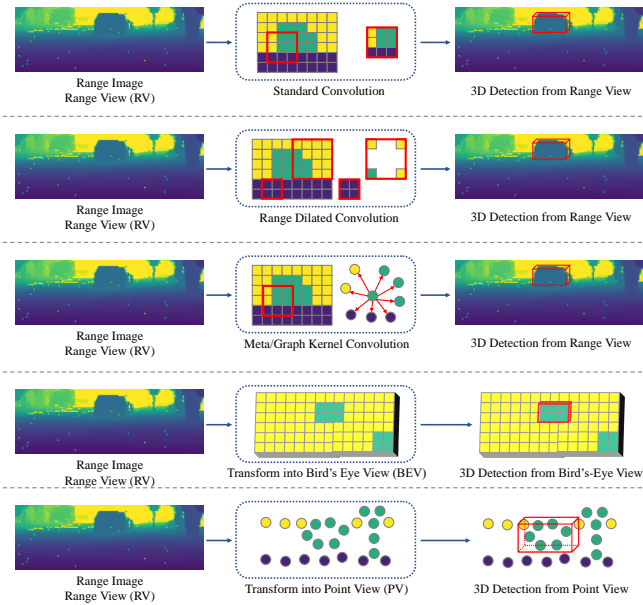 Range Image
Range View (RV)
Standard Convolution
3D Detection from Range View
Range Image
Range View (RV)
Range Dilated Convolution
3D Detection from Range View
Range Image
Range View (RV)
Meta/Graph Kernel Convolution
3D Detection from Range View
Range Image
Range View (RV)
Transform into Bird's Eye View (BEV)
3D Detection from Bird's-Eye View
Range Image
Range View (RV)
Transform into Point View (PV)
3D Detection from Point View